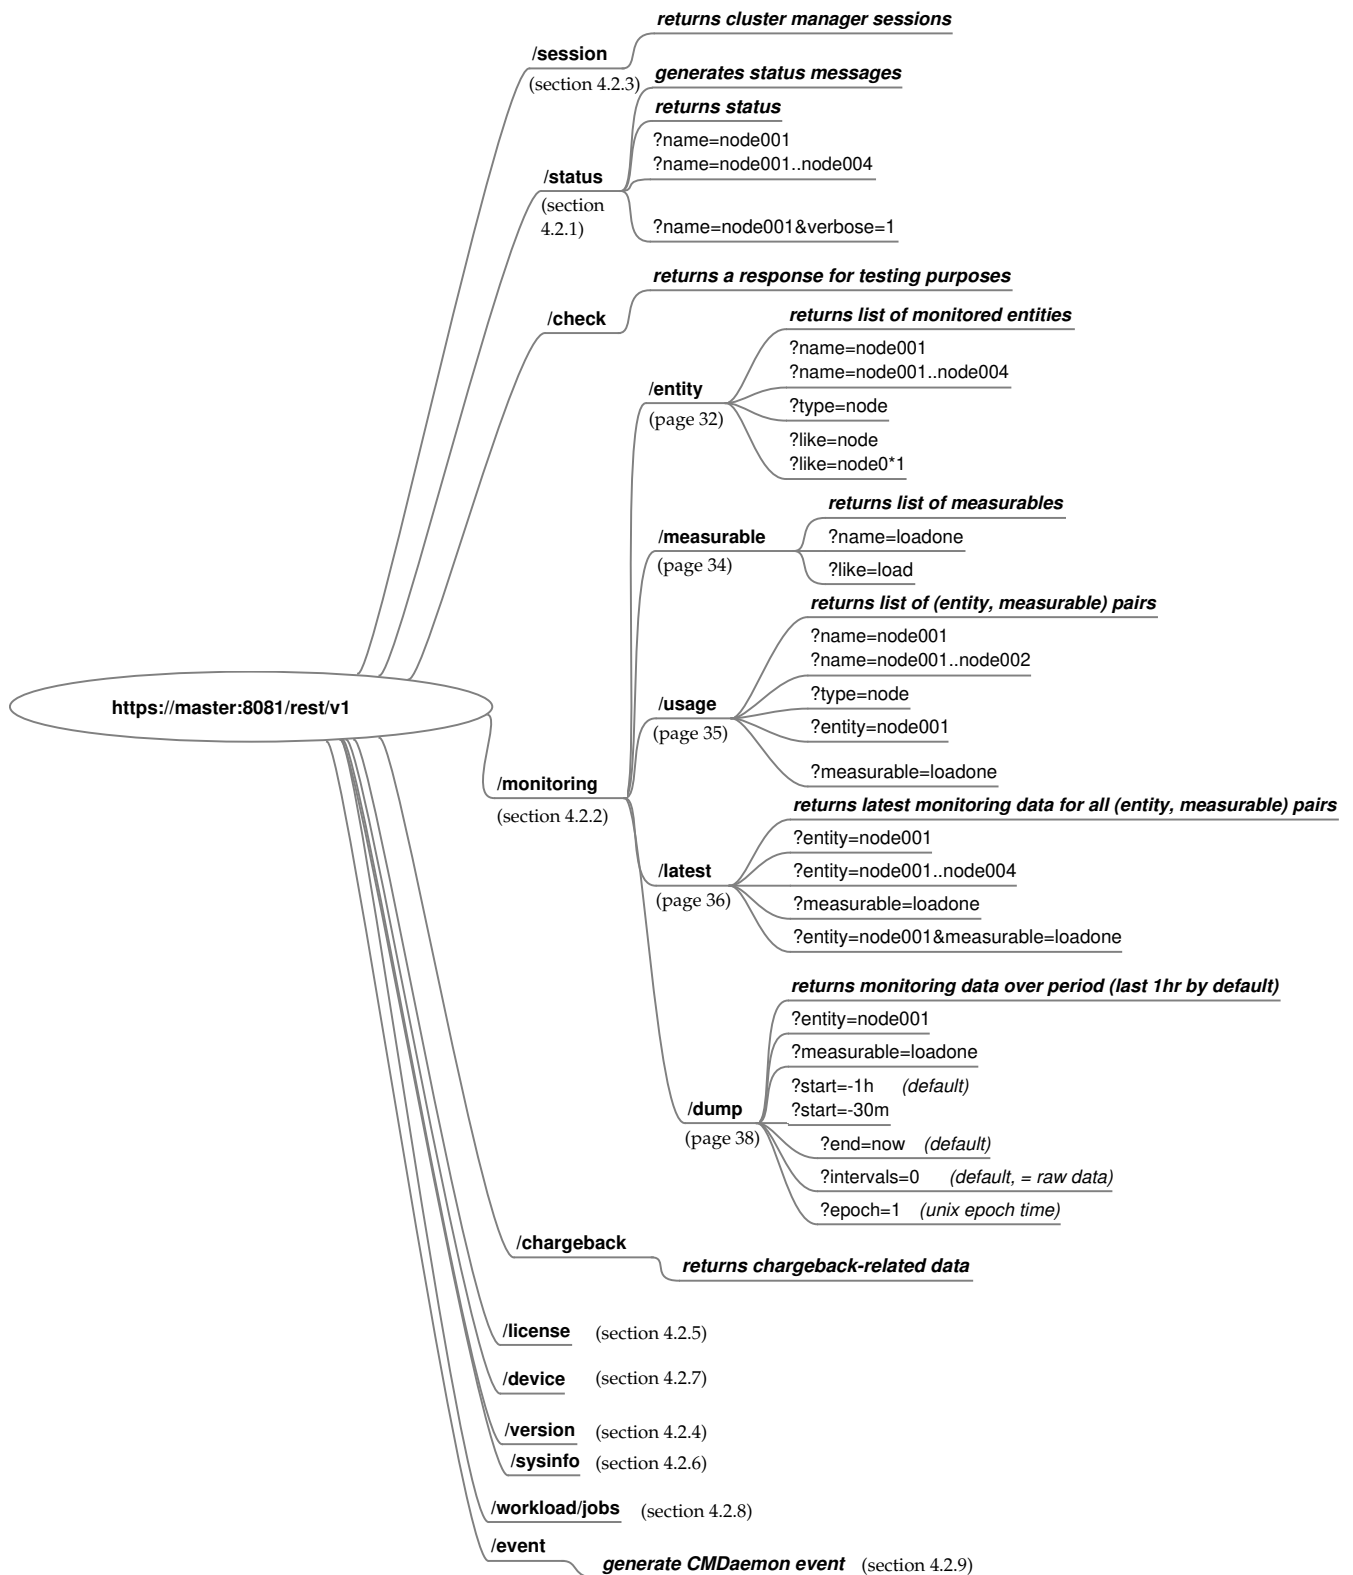 returns cluster manager sessions
/session
(section 4.2.3)
generates status messages
returns status
?name=node001
?name=node001..node004
/status
(section
4.2.1)
?name=node001&verbose=1
returns a response for testing purposes
/check
returns list of monitored entities
?name=node001
?name=node001..node004
/entity
(page 32)
?type=node
?like=node
?like=node0*1
returns list of measurables
/measurable
(page 34)
?name=loadone
?like=load
returns list of (entity, measurable) pairs
?name=node001
?name=node001..node002
/usage
(page 35)
?type=node
?entity=node001
?measurable=loadone
https://master:8081/rest/v1
/monitoring
(section 4.2.2)
returns latest monitoring data for all (entity, measurable) pairs
?entity=node001
/latest
(page 36)
?entity=node001..node004
?measurable=loadone
?entity=node001&measurable=loadone
returns monitoring data over period (last 1hr by default)
?entity=node001
?measurable=loadone
?start=-1h (default)
?start=-30m
/dump
(page 38)
?end=now (default)
?intervals=0 (default, = raw data)
?epoch=1 (unix epoch time)
/chargeback
returns chargeback-related data
/license (section 4.2.5)
/device (section 4.2.7)
/version (section 4.2.4)
/sysinfo (section 4.2.6)
/workload/jobs (section 4.2.8)
/event
generate CMDaemon event (section 4.2.9)